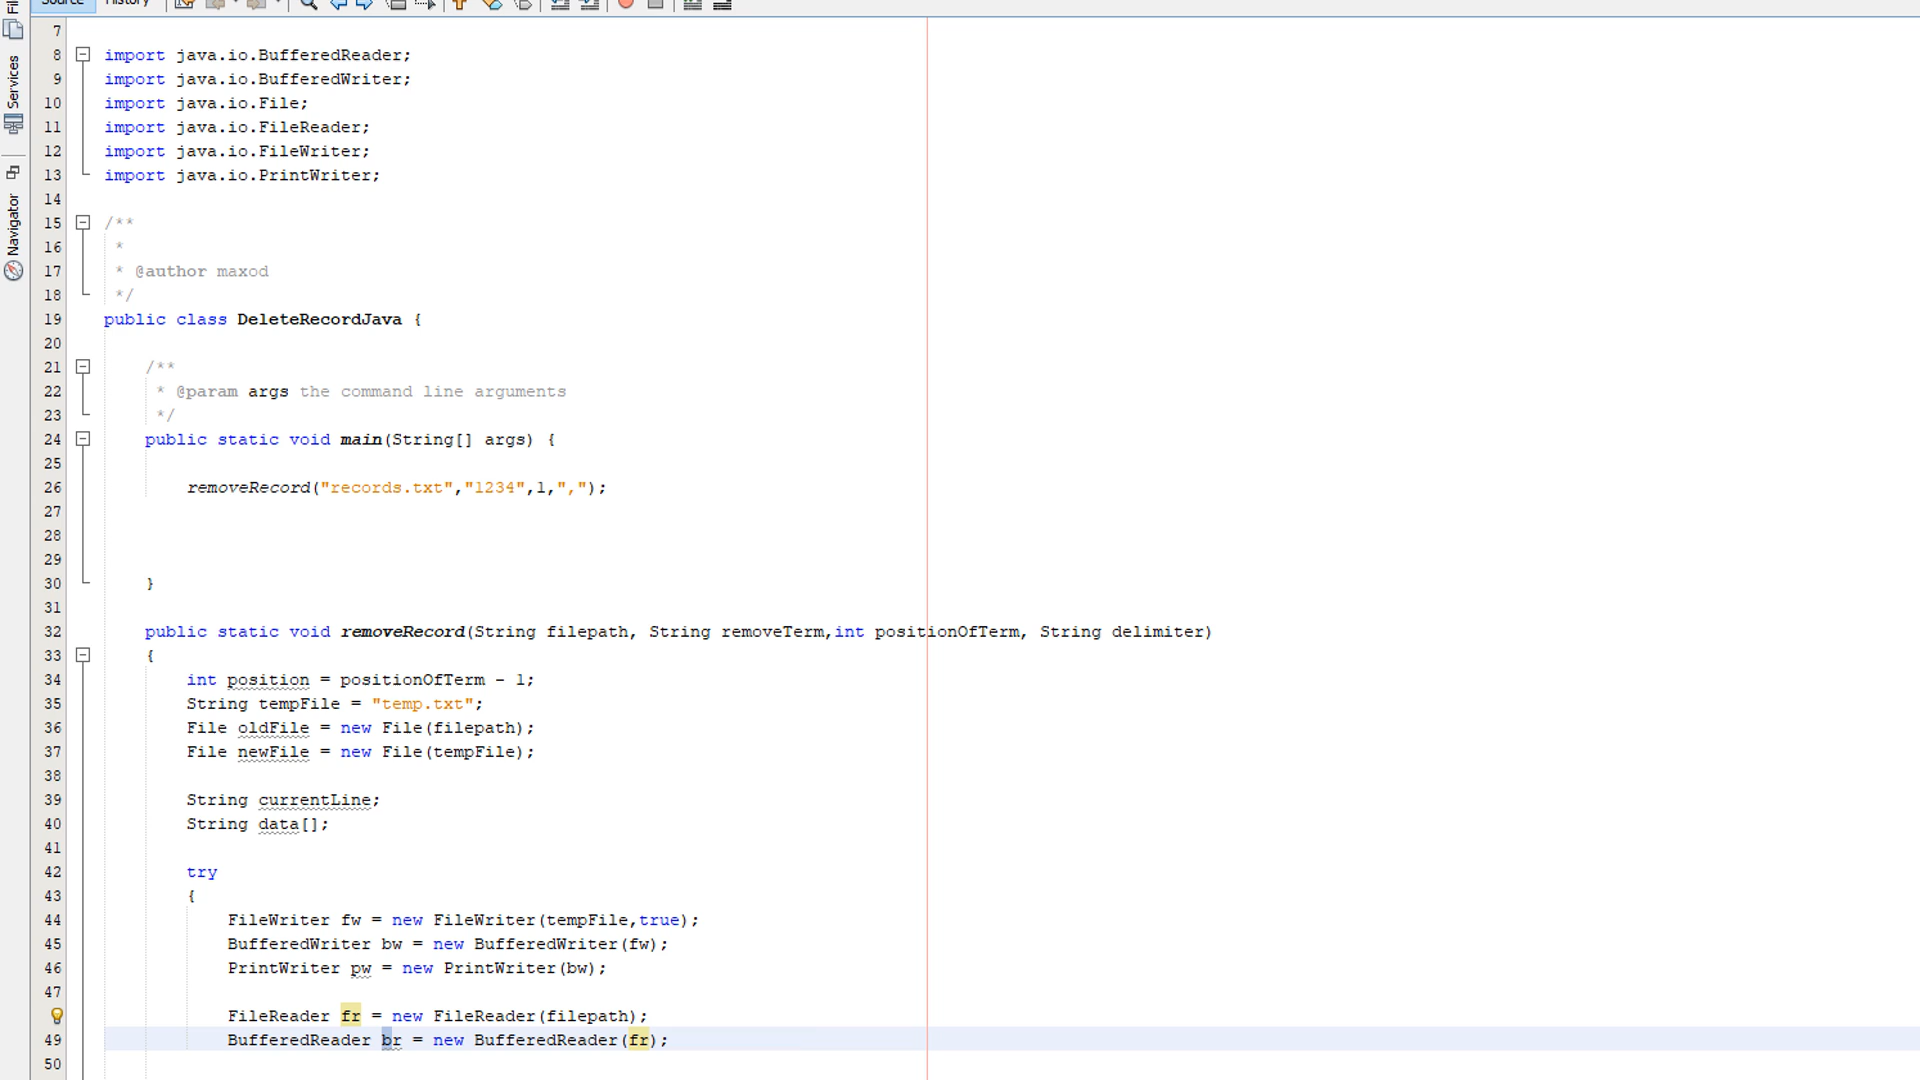 Source History
Services
Navigator
7
8 import java.io.BufferedReader;
9 import java.io.BufferedWriter;
10 import java.io.File;
11 import java.io.FileReader;
12 import java.io.FileWriter;
13 import java.io.PrintWriter;
14
15 /**
16 *
17 * @author maxod
18 */
19 public class DeleteRecordJava {
20
21 /**
22 * @param args the command line arguments
23 */
24 public static void main(String[] args) {
25
26 removeRecord("records.txt","1234",1,",");
27
28
29
30 }
31
32 public static void removeRecord(String filepath, String removeTerm,int positionOfTerm, String delimiter)
33 {
34 int position = positionOfTerm - 1;
35 String tempFile = "temp.txt";
36 File oldFile = new File(filepath);
37 File newFile = new File(tempFile);
38
39 String currentLine;
40 String data[];
41
42 try
43 {
44 FileWriter fw = new FileWriter(tempFile,true);
45 BufferedWriter bw = new BufferedWriter(fw);
46 PrintWriter pw = new PrintWriter(bw);
47
FileReader fr = new FileReader(filepath);
49 BufferedReader br = new BufferedReader(fr);
50